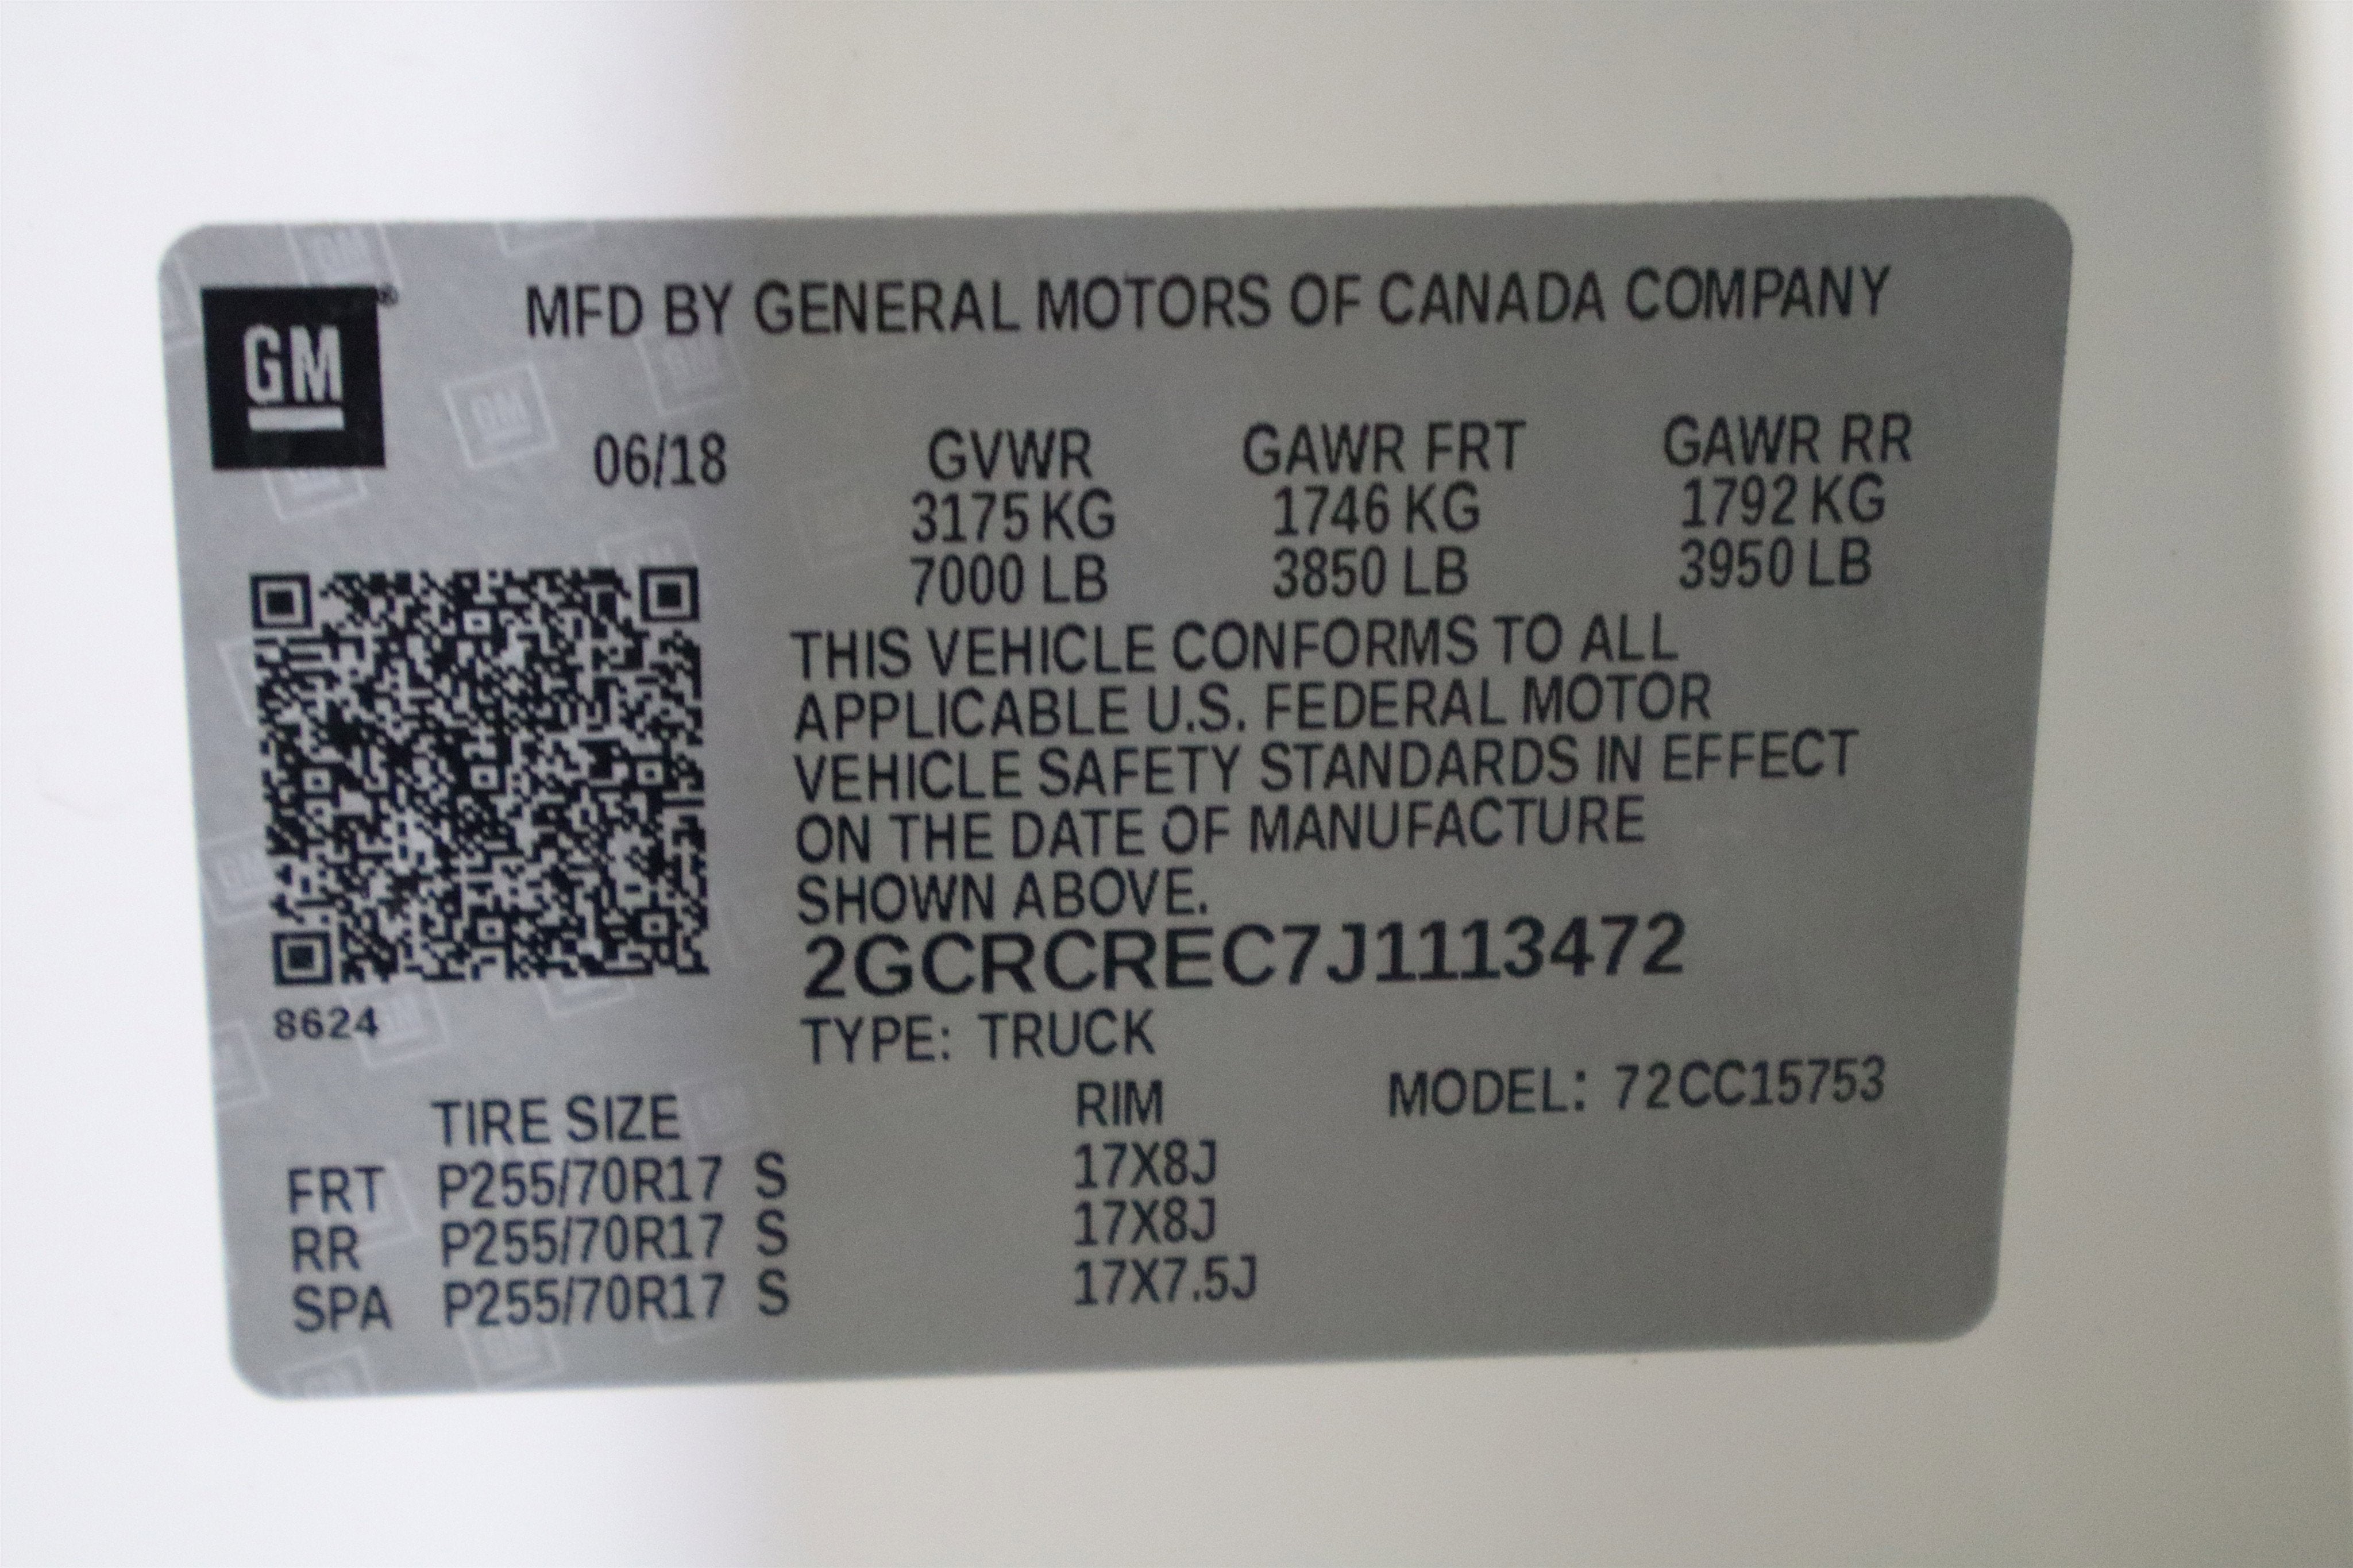 GM
MFD BY GENERAL MOTORS OF CANADA COMPANY
06/18 GVWR GAWR FRT GAWR RR
3175 KG 1746 KG 1792 KG
7000 LB 3850 LB 3950 LB
THIS VEHICLE CONFORMS TO ALL
APPLICABLE U.S. FEDERAL MOTOR
VEHICLE SAFETY STANDARDS IN EFFECT
ON THE DATE OF MANUFACTURE
SHOWN ABOVE.
2GCRCREC7J1113472
8624
TYPE: TRUCK
TIRE SIZE RIM MODEL: 72CC15753
FRT P255/70R17 S 17X8J
RR P255/70R17 S 17X8J
SPA P255/70R17 S 17X7.5J